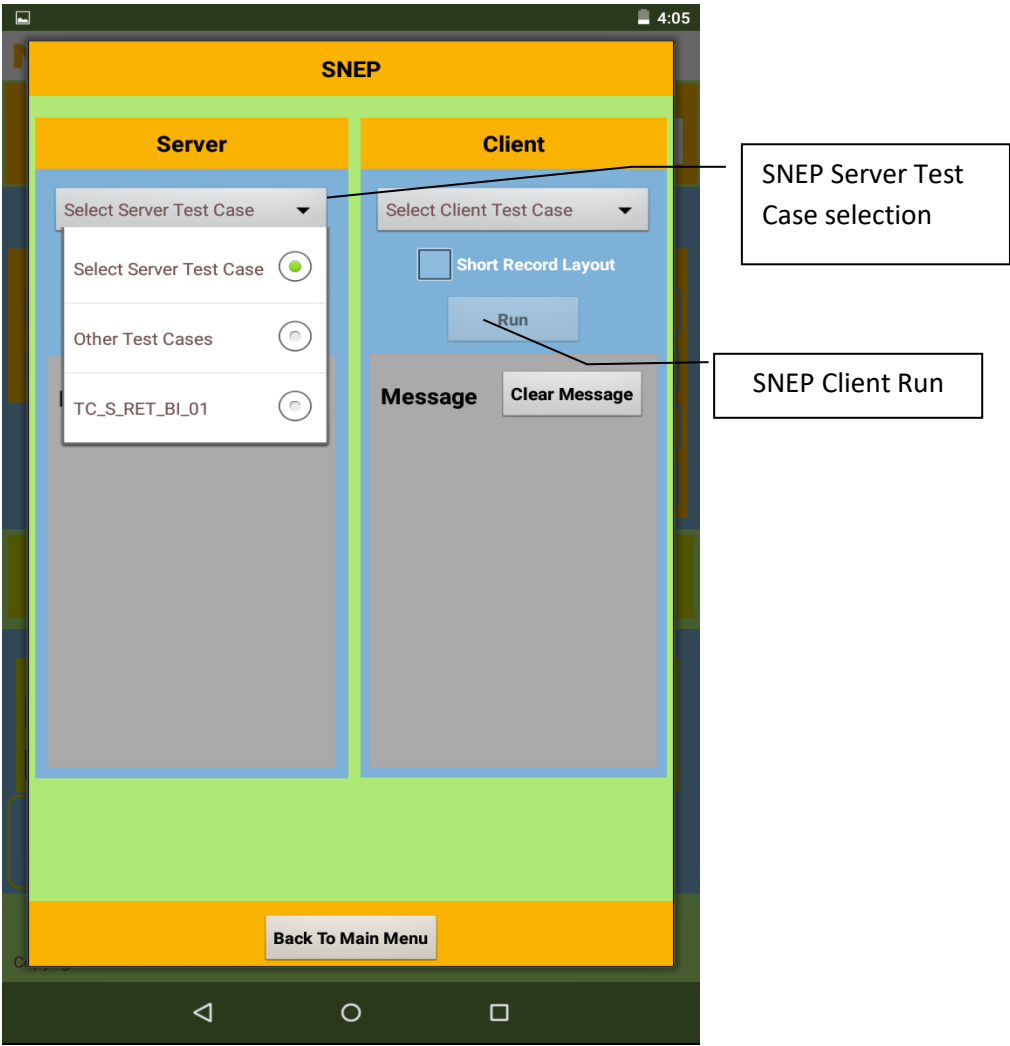 4:05
SNEP
Server
Client
Select Server Test Case
Select Client Test Case
Select Server Test Case
Short Record Layout
Other Test Cases
Run
TC_S_RET_BI_01
Message
Clear Message
Back To Main Menu
SNEP Server Test
Case selection
SNEP Client Run